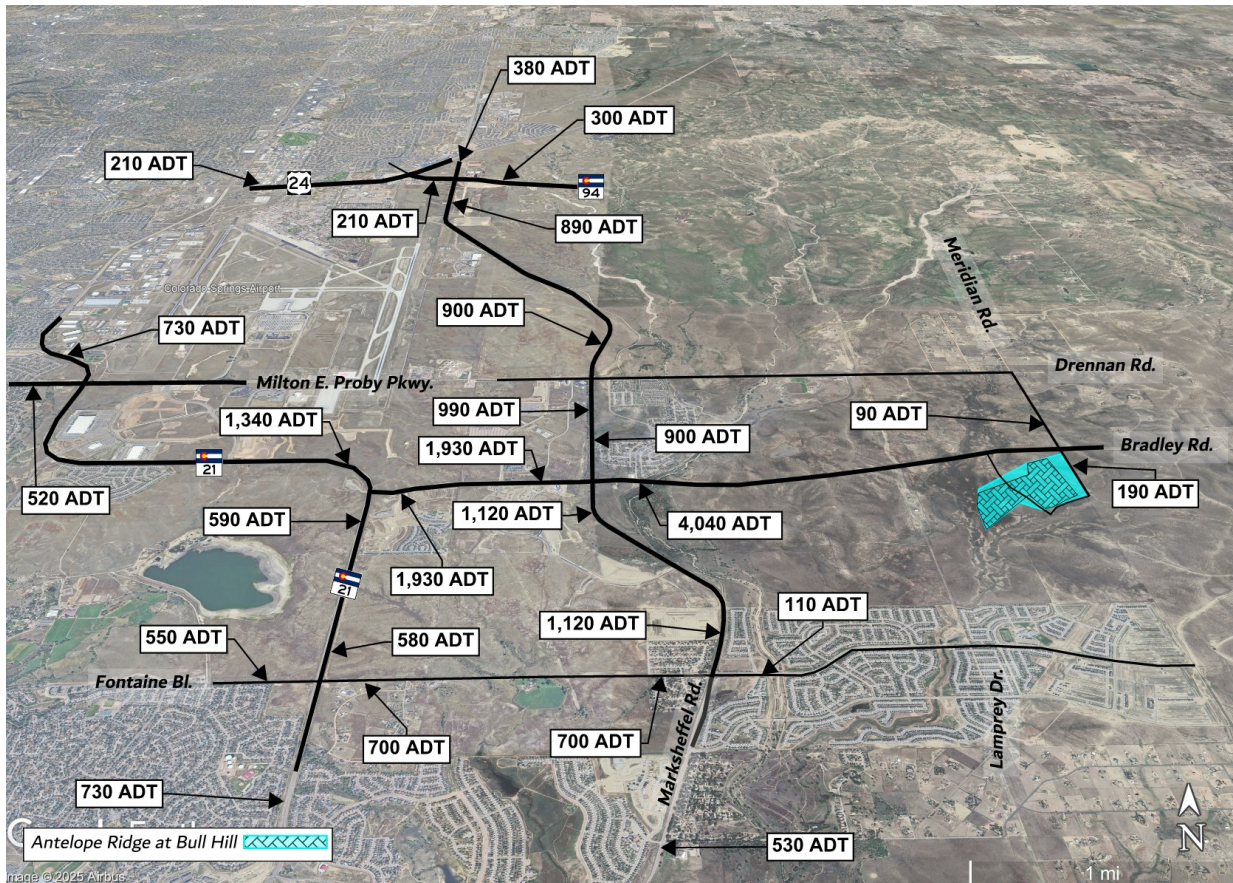 380 ADT
300 ADT
210 ADT
24
94
210 ADT
890 ADT
Meridian Rd.
Colorado Springs Airport
900 ADT
730 ADT
Drennan Rd.
Milton E. Proby Pkwy.
90 ADT
990 ADT
1,340 ADT
900 ADT
Bradley Rd.
1,930 ADT
21
520 ADT
190 ADT
590 ADT
1,120 ADT
4,040 ADT
1,930 ADT
21
110 ADT
1,120 ADT
550 ADT
580 ADT
Fontaine Bl.
Marksheffel Rd.
Lamprey Dr.
700 ADT
700 ADT
730 ADT
N
Antelope Ridge at Bull Hill
530 ADT
1 mi
mage © 2025 Airbus